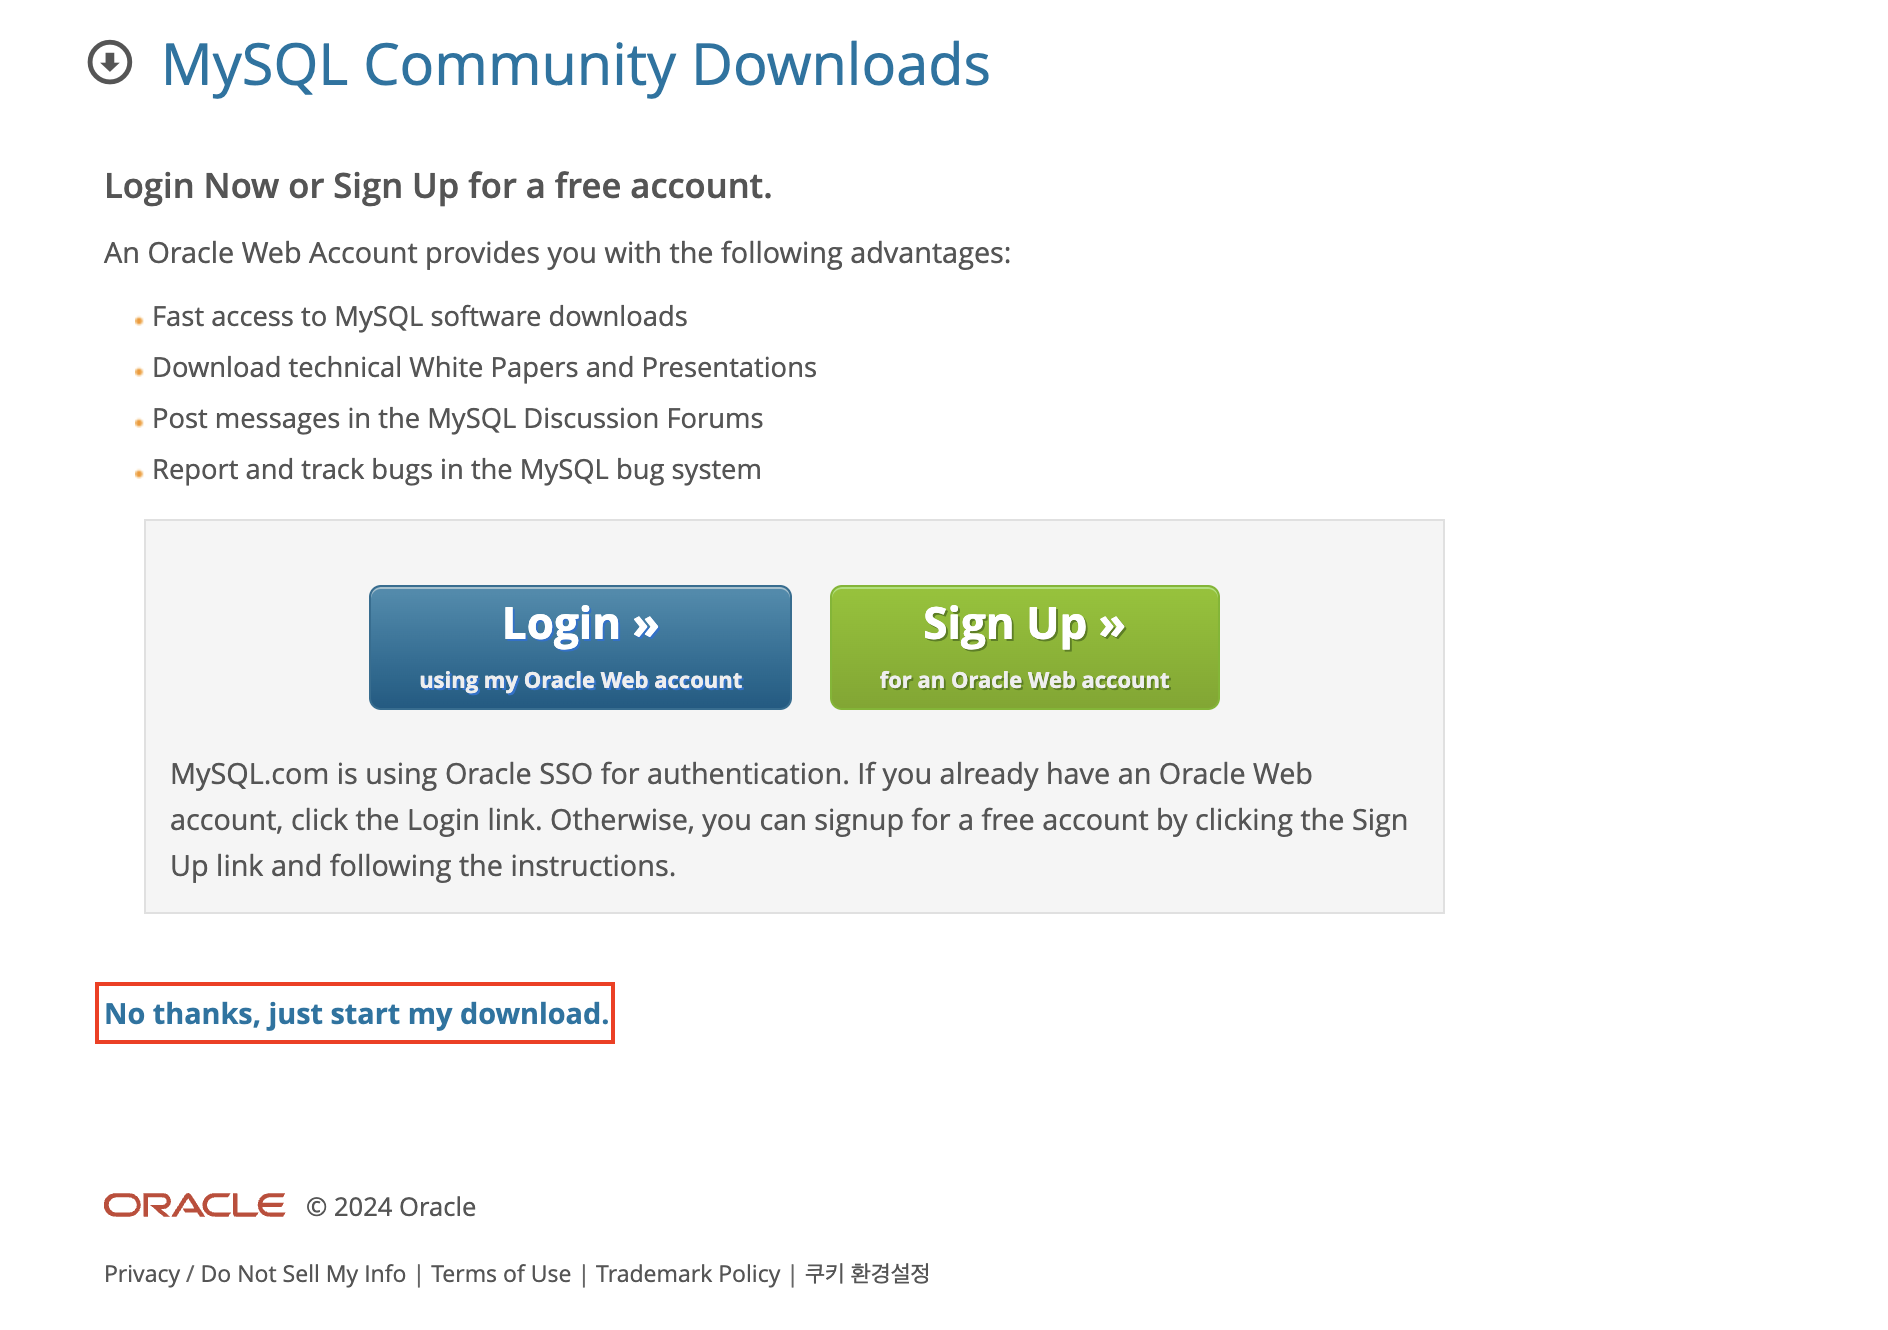 MySQL Community Downloads
Login Now or Sign Up for a free account.
An Oracle Web Account provides you with the following advantages:
Fast access to MySQL software downloads
Download technical White Papers and Presentations
Post messages in the MySQL Discussion Forums
Report and track bugs in the MySQL bug system
Login »
using my Oracle Web account
Sign Up »
for an Oracle Web account
MySQL.com is using Oracle SSO for authentication. If you already have an Oracle Web
account, click the Login link. Otherwise, you can signup for a free account by clicking the Sign
Up link and following the instructions.
No thanks, just start my download.
ORACLE © 2024 Oracle
Privacy / Do Not Sell My Info | Terms of Use | Trademark Policy | 쿠키 환경설정